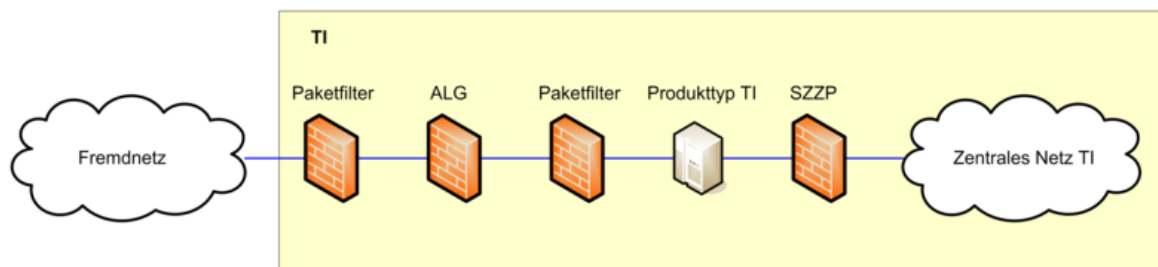 TI
Paketfilter
ALG
Paketfilter
Produkttyp TI
SZZP
Fremdnetz
Zentrales Netz TI